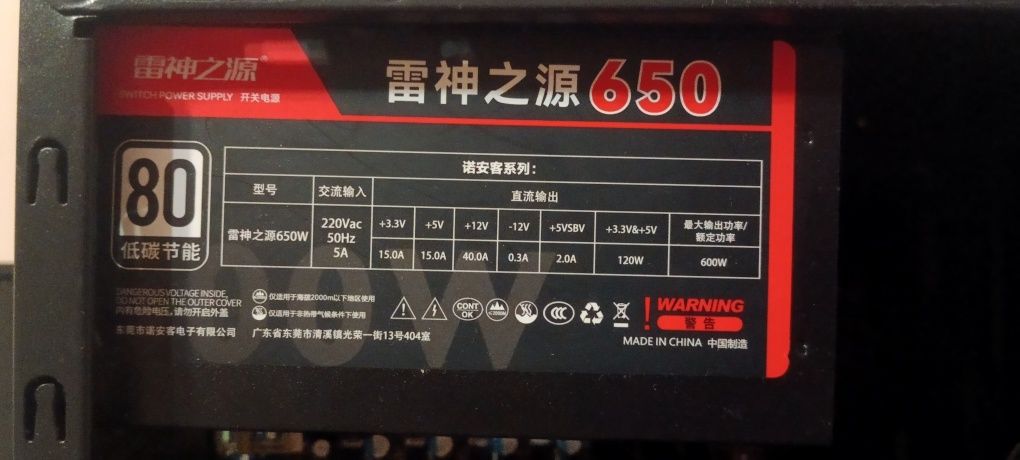 雷神之源®
SWITCH POWER SUPPLY 开关电源
雷神之源650
80
低碳节能
诺安客系列：
型号 交流输入 直流输出
雷神之源650W 220Vac 50Hz 5A
+3.3V +5V +12V -12V +5VSBV +3.3V&+5V 最大输出功率/额定功率
15.0A 15.0A 40.0A 0.3A 2.0A 120W 600W
DANGEROUS VOLTAGE INSIDE,
DO NOT OPEN THE OUTER COVER
内有危险电压,请勿开启外盖
东莞市诺安客电子有限公司
仅适用于海拔2000m以下地区使用
仅适用于非热带气候条件下使用
广东省东莞市清溪镇光荣一街13号404室
CONT
OK
≤2000m
CCC
! WARNING
警告
MADE IN CHINA 中国制造